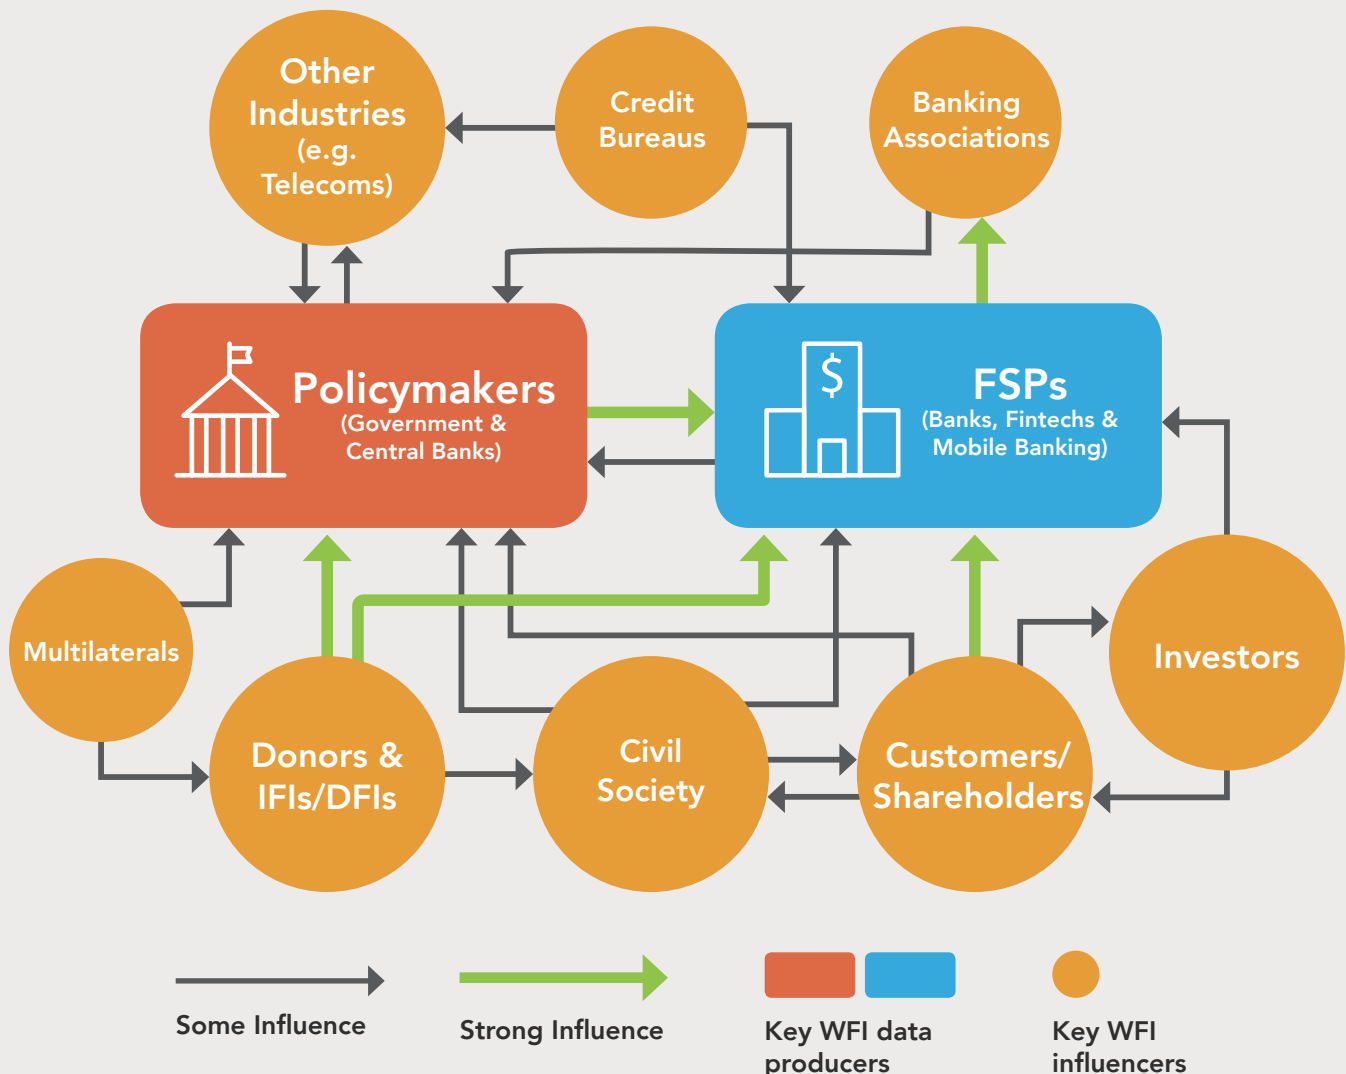 Other
Industries
(e.g.
Telecoms)
Credit
Bureaus
Banking
Associations
Policymakers
(Government &
Central Banks)
$
FSPs
(Banks, Fintechs &
Mobile Banking)
Multilaterals
Donors &
IFIs/DFIs
Civil
Society
Customers/
Shareholders
Investors
Some Influence
Strong Influence
Key WFI data
producers
Key WFI
influencers